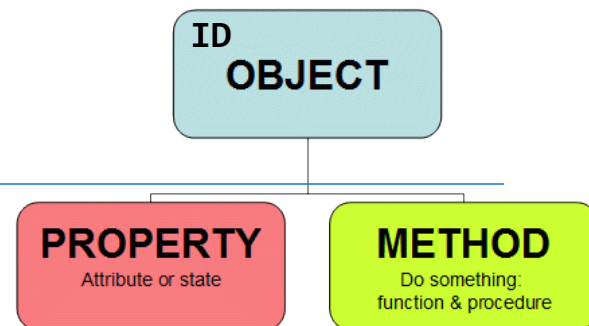 ID
OBJECT
PROPERTY
Attribute or state
METHOD
Do something:
function & procedure